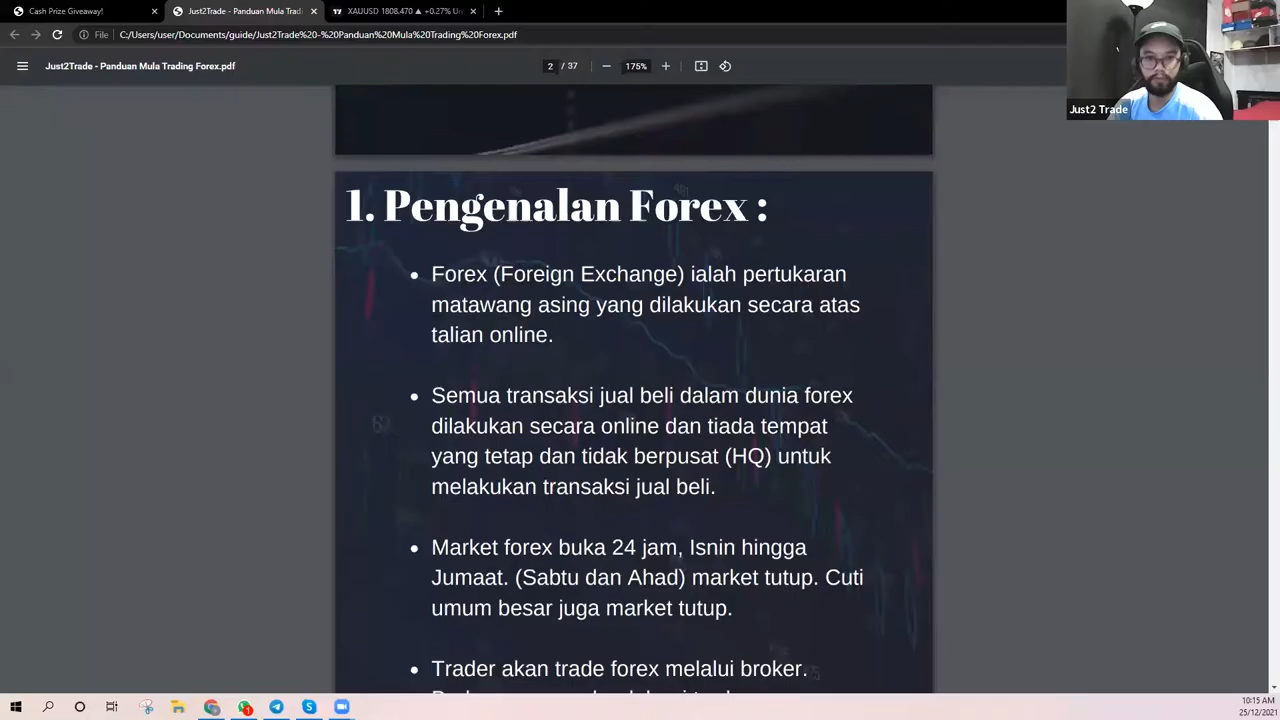 Cash Prize Giveaway!
Just2Trade - Panduan Mula Tradi
XAUUSD 1808.470 ▲ +0.27% Un
File
C:/Users/user/Documents/guide/Just2Trade%20-%20Panduan%20Mula%20Trading%20Forex.pdf
Just2Trade - Panduan Mula Trading Forex.pdf
2 / 37
175%
Just2 Trade
1. Pengenalan Forex :
• Forex (Foreign Exchange) ialah pertukaran
matawang asing yang dilakukan secara atas
talian online.
• Semua transaksi jual beli dalam dunia forex
dilakukan secara online dan tiada tempat
yang tetap dan tidak berpusat (HQ) untuk
melakukan transaksi jual beli.
• Market forex buka 24 jam, Isnin hingga
Jumaat. (Sabtu dan Ahad) market tutup. Cuti
umum besar juga market tutup.
• Trader akan trade forex melalui broker.
10:15 AM
25/12/2021